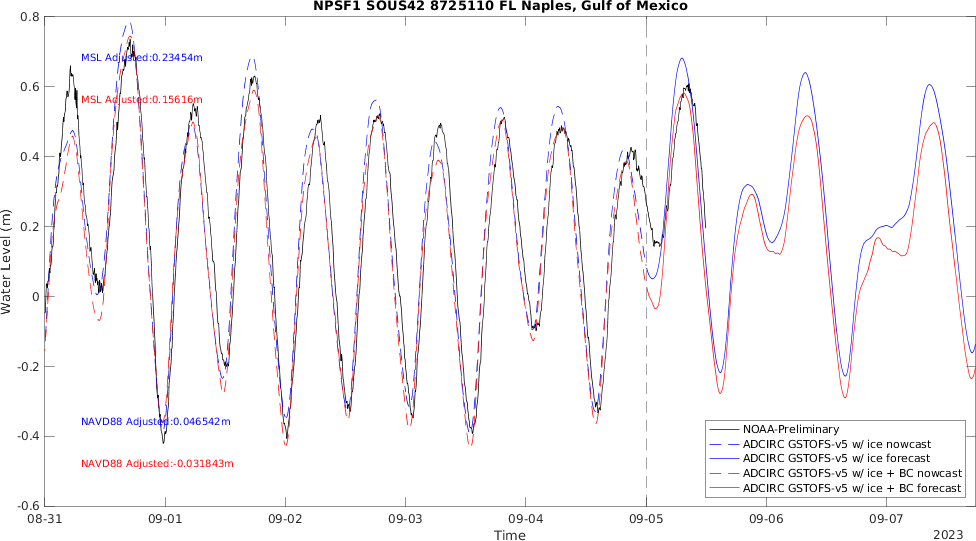 NPSF1 SOUS42 8725110 FL Naples, Gulf of Mexico
0.8
0.6
0.4
0.2
0
-0.2
-0.4
-0.6
Water Level (m)
MSL Adjusted:0.23454m
MSL Adjusted:0.15616m
NAVD88 Adjusted:0.046542m
NAVD88 Adjusted:-0.031843m
NOAA-Preliminary
ADCIRC GSTOFS-v5 w/ ice nowcast
ADCIRC GSTOFS-v5 w/ ice forecast
ADCIRC GSTOFS-v5 w/ ice + BC nowcast
ADCIRC GSTOFS-v5 w/ ice + BC forecast
08-31 09-01 09-02 09-03 09-04 09-05 09-06 09-07
Time
2023